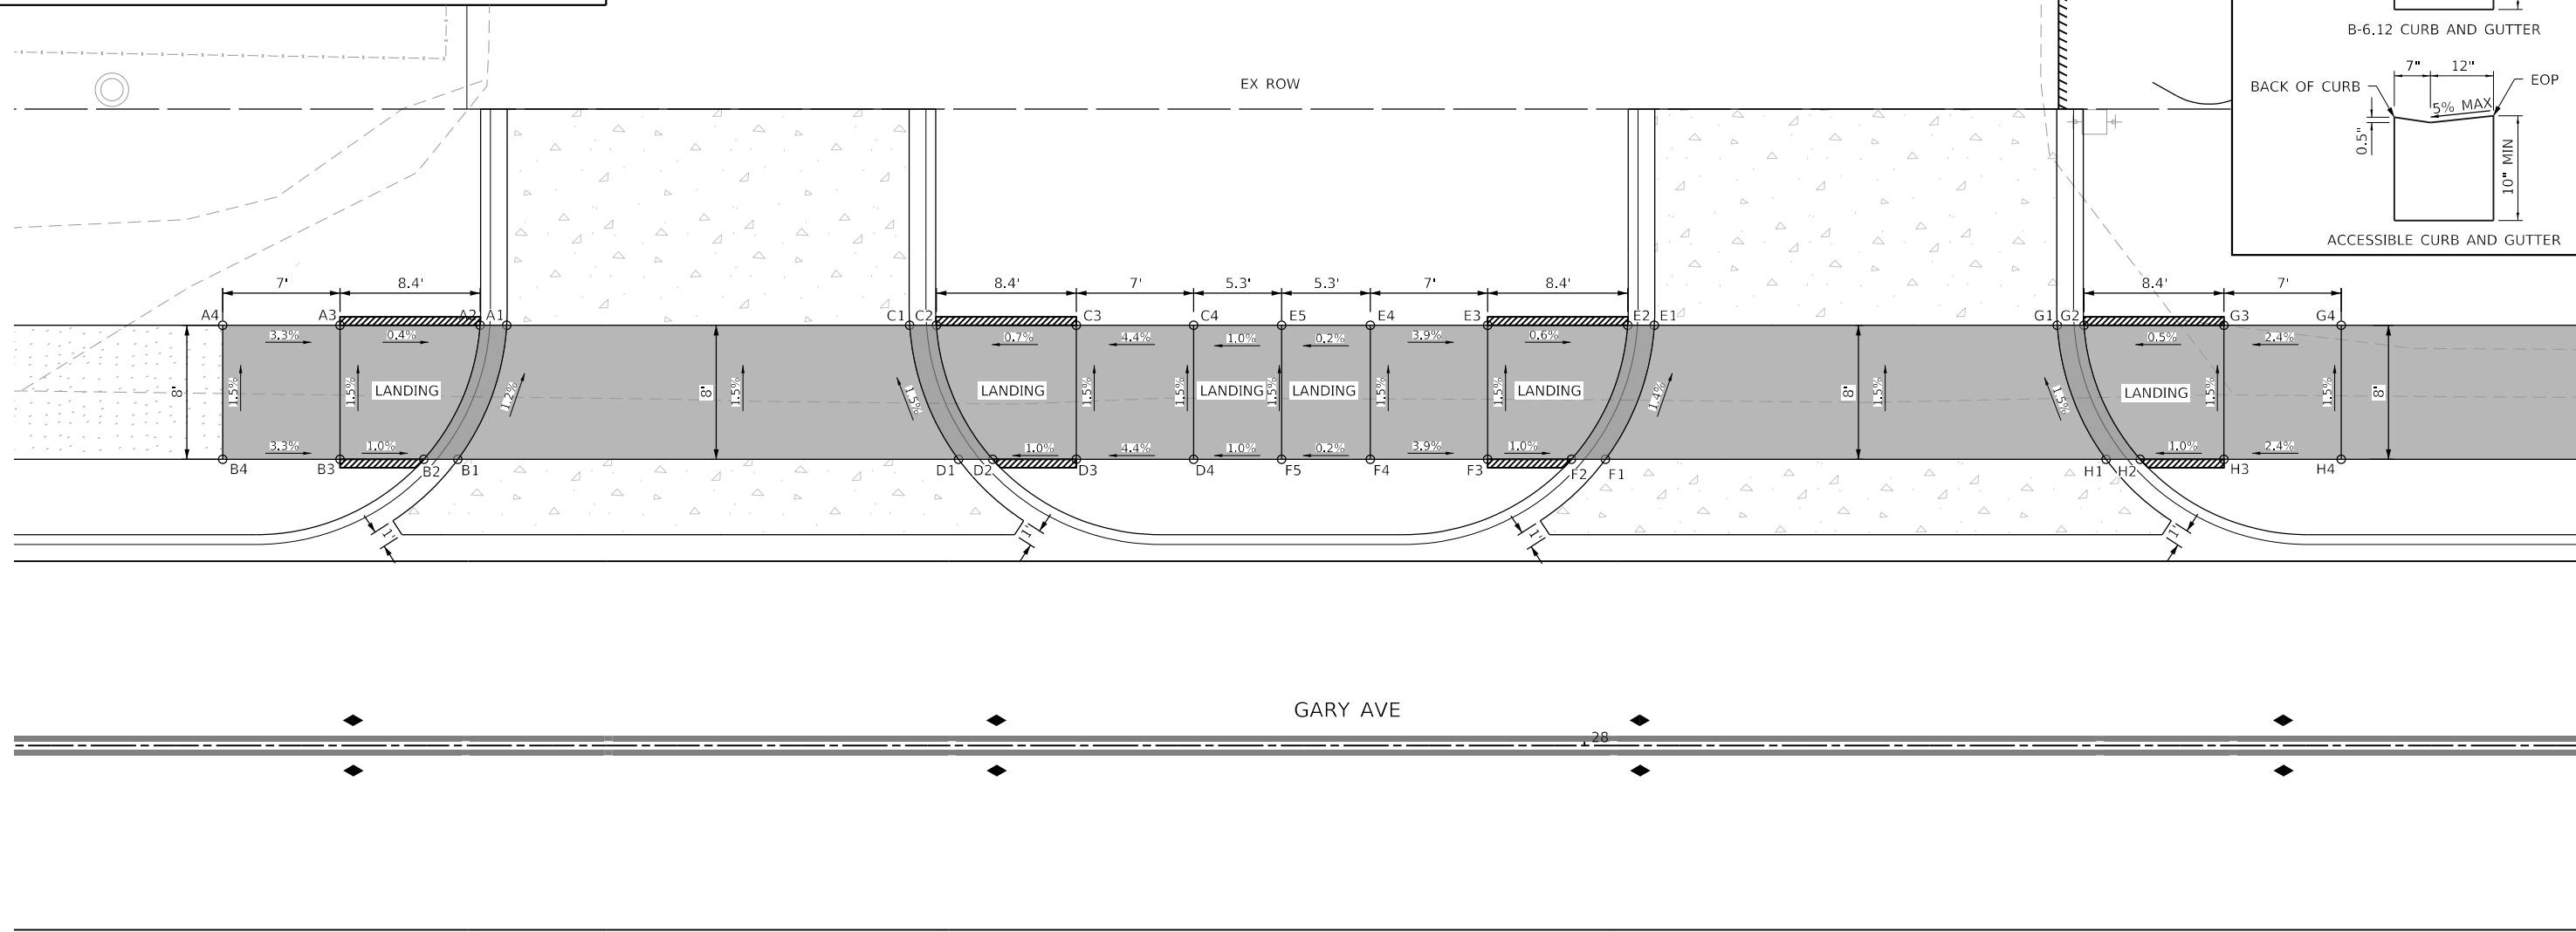 B-6.12 CURB AND GUTTER
7" 12"
BACK OF CURB
EOP
5% MAX
0.5"
10" MIN
ACCESSIBLE CURB AND GUTTER
EX ROW
7' 8.4' 8.4' 7' 5.3' 5.3' 7' 8.4' 8.4' 7'
A4 A3 A2 A1 C1 C2 C3 C4 E5 E4 E3 E2 E1 G1 G2 G3 G4
3.3% 0.4% 0.7% 4.4% 1.0% 0.2% 3.9% 0.6% 0.5% 2.4%
8' 1.5% 1.5% LANDING 1.2% 8' 1.5% 1.5% LANDING 1.5% 1.5% LANDING 1.5% LANDING 1.5% 1.5% LANDING 1.4% 8' 1.5% 1.5% LANDING 1.5% 1.5% 8'
3.3% 1.0% 1.0% 4.4% 1.0% 0.2% 3.9% 1.0% 1.0% 2.4%
B4 B3 B2 B1 D1 D2 D3 D4 F5 F4 F3 F2 F1 H1 H2 H3 H4
1' 1' 1' 1'
GARY AVE
28